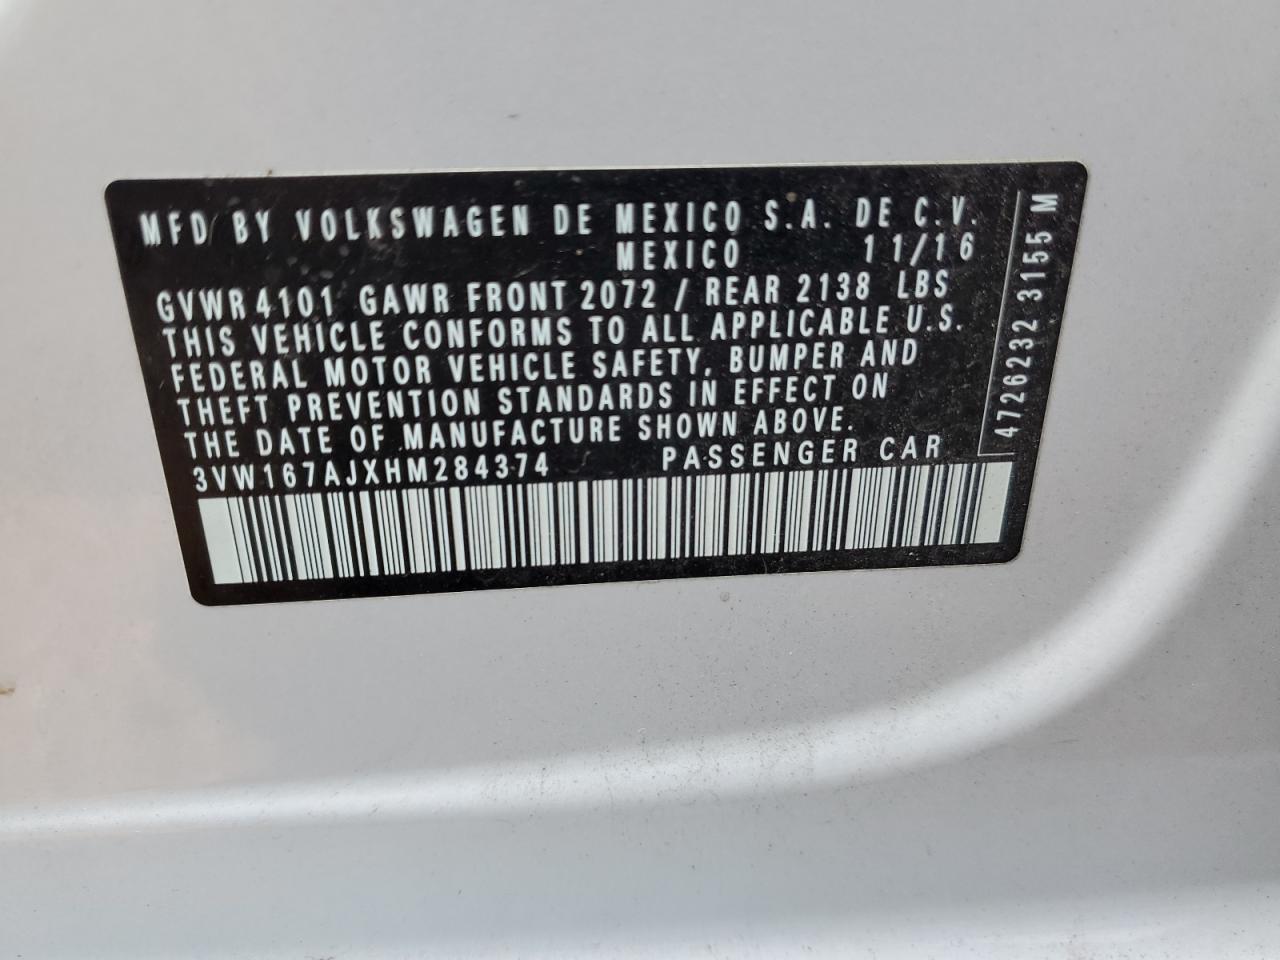 MFD BY VOLKSWAGEN DE MEXICO S.A. DE C.V.
MEXICO 11/16
GVWR 4101 GAWR FRONT 2072 / REAR 2138 LBS
THIS VEHICLE CONFORMS TO ALL APPLICABLE U.S.
FEDERAL MOTOR VEHICLE SAFETY, BUMPER AND
THEFT PREVENTION STANDARDS IN EFFECT ON
THE DATE OF MANUFACTURE SHOWN ABOVE.
3VW167AJXHM284374 PASSENGER CAR
4726232 3155 M